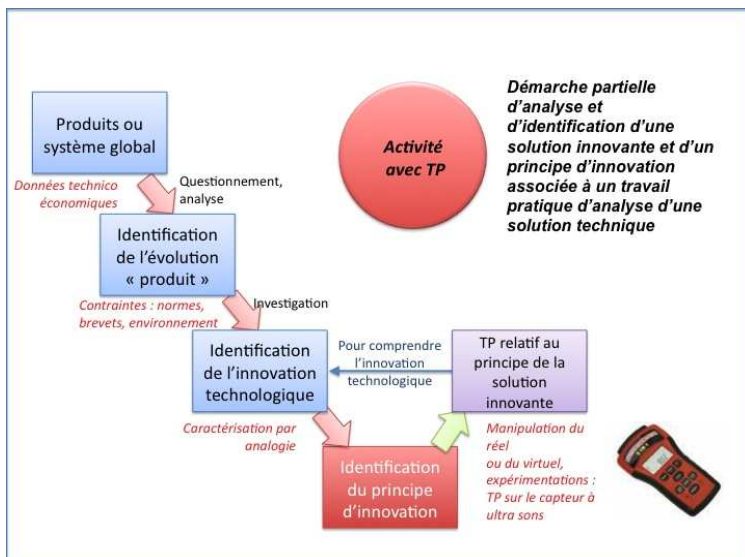 Produits ou
système global
Activité
avec TP
Démarche partielle
d'analyse et
d'identification d'une
solution innovante et d'un
principe d'innovation
associée à un travail
pratique d'analyse d'une
solution technique
Données technico
économiques
Questionnement,
analyse
Identification
de l'évolution
« produit »
Contraintes : normes,
brevets, environnement
Investigation
Identification
de l'innovation
technologique
Pour comprendre
l'innovation
technologique
TP relatif au
principe de la
solution
innovante
Caractérisation par
analogie
Identification
du principe
d'innovation
Manipulation du
réel
ou du virtuel,
expérimentations :
TP sur le capteur à
ultra sons